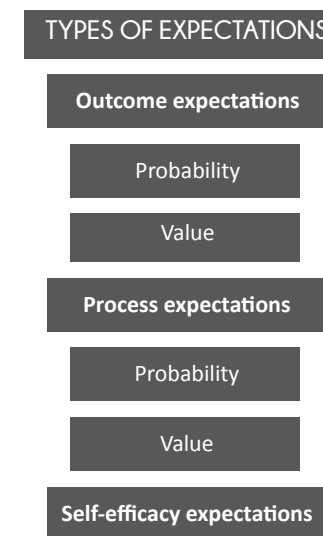 TYPES OF EXPECTATIONS
Outcome expectations
Probability
Value
Process expectations
Probability
Value
Self-efficacy expectations